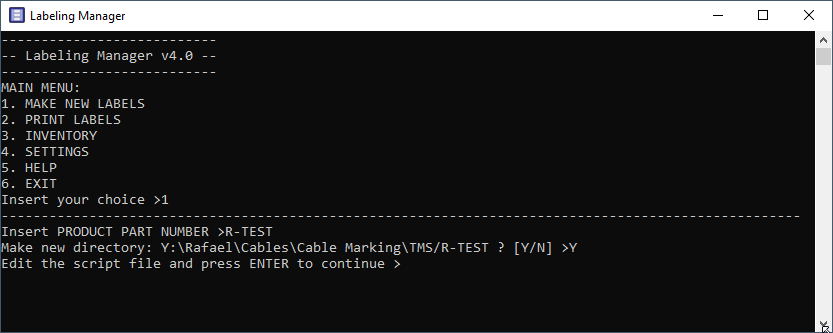 Labeling Manager
---------------------------
-- Labeling Manager v4.0 --
---------------------------
MAIN MENU:
1. MAKE NEW LABELS
2. PRINT LABELS
3. INVENTORY
4. SETTINGS
5. HELP
6. EXIT
Insert your choice >1
----------------------------------------------------------------------------------------------------
Insert PRODUCT PART NUMBER >R-TEST
Make new directory: Y:\Rafael\Cables\Cable Marking\TMS/R-TEST ? [Y/N] >Y
Edit the script file and press ENTER to continue >